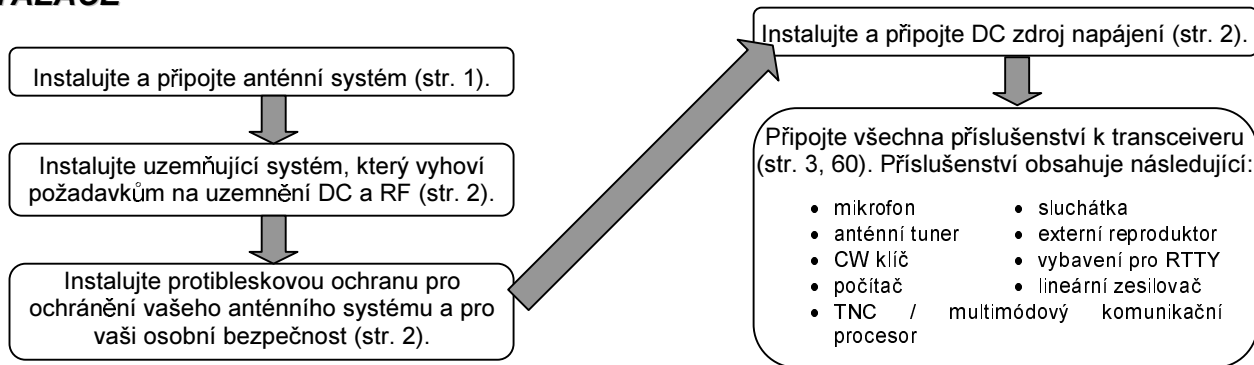 Instalujte a připojte anténní systém (str. 1).
Instalujte uzemňující systém, který vyhoví
požadavkům na uzemnění DC a RF (str. 2).
Instalujte protibleskovou ochranu pro
ochránění vašeho anténního systému a pro
vaši osobní bezpečnost (str. 2).
Instalujte a připojte DC zdroj napájení (str. 2).
Připojte všechna příslušenství k transceiveru
(str. 3, 60). Příslušenství obsahuje následující:
• mikrofon
• anténní tuner
• CW klíč
• počítač
• TNC / multimódový komunikační
procesor
• sluchátka
• externí reproduktor
• vybavení pro RTTY
• lineární zesilovač